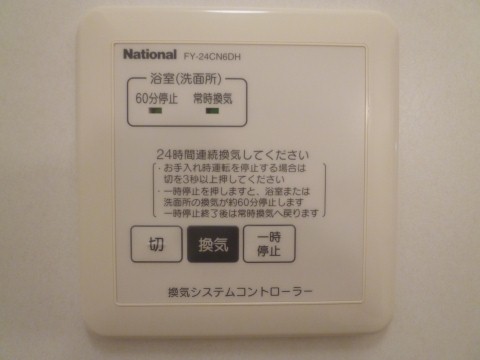 National FY-24CN6DH
浴室(洗面所)
60分停止 常時換気
24時間連続換気してください
・お手入れ時運転を停止する場合は
切を3秒以上押してください
・一時停止を押しますと、浴室または
洗面所の換気が約60分停止します
一時停止終了後は常時換気へ戻ります
切 換気 一時
停止
換気システムコントローラー